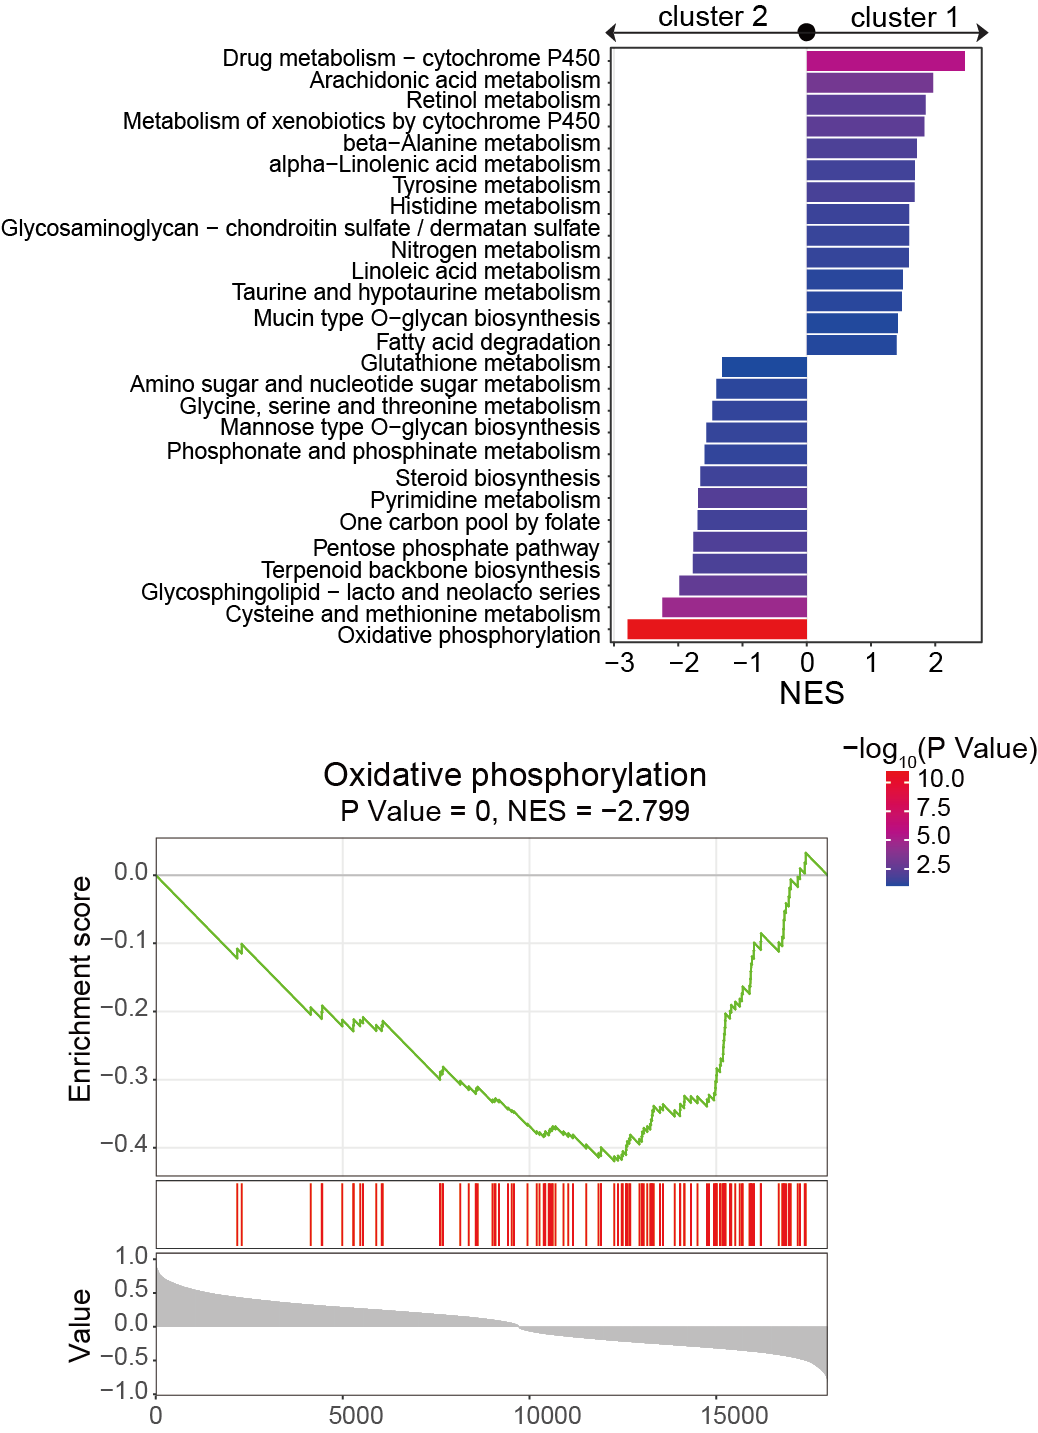 cluster 2
cluster 1
Drug metabolism − cytochrome P450
Arachidonic acid metabolism
Retinol metabolism
Metabolism of xenobiotics by cytochrome P450
beta−Alanine metabolism
alpha−Linolenic acid metabolism
Tyrosine metabolism
Histidine metabolism
Glycosaminoglycan − chondroitin sulfate / dermatan sulfate
Nitrogen metabolism
Linoleic acid metabolism
Taurine and hypotaurine metabolism
Mucin type O−glycan biosynthesis
Fatty acid degradation
Glutathione metabolism
Amino sugar and nucleotide sugar metabolism
Glycine, serine and threonine metabolism
Mannose type O−glycan biosynthesis
Phosphonate and phosphinate metabolism
Steroid biosynthesis
Pyrimidine metabolism
One carbon pool by folate
Pentose phosphate pathway
Terpenoid backbone biosynthesis
Glycosphingolipid − lacto and neolacto series
Cysteine and methionine metabolism
Oxidative phosphorylation
−3 −2 −1 0 1 2
NES
−log10(P Value)
10.0
7.5
5.0
2.5
Oxidative phosphorylation
P Value = 0, NES = −2.799
Enrichment score
0.0
−0.1
−0.2
−0.3
−0.4
Value
1.0
0.5
0.0
−0.5
−1.0
0 5000 10000 15000